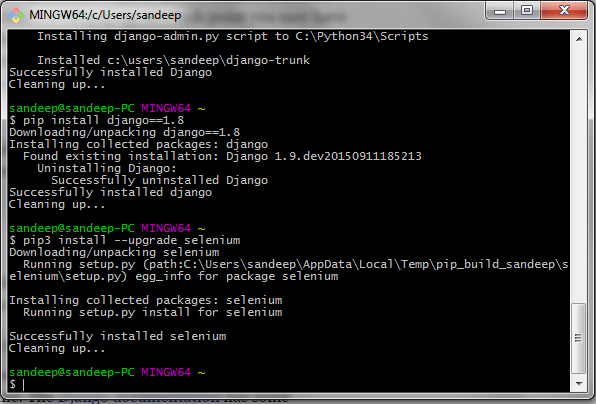 MINGW64:/c/Users/sandeep
Installing django-admin.py script to C:\Python34\Scripts
Installed c:\users\sandeep\django-trunk
Successfully installed Django
Cleaning up...
sandeep@sandeep-PC MINGW64 ~
$ pip install django==1.8
Downloading/unpacking django==1.8
Installing collected packages: django
Found existing installation: Django 1.9.dev20150911185213
Uninstalling Django:
Successfully uninstalled Django
Successfully installed django
Cleaning up...
sandeep@sandeep-PC MINGW64 ~
$ pip3 install --upgrade selenium
Downloading/unpacking selenium
Running setup.py (path:C:\Users\sandeep\AppData\Local\Temp\pip_build_sandeep\s
elenium\setup.py) egg_info for package selenium
Installing collected packages: selenium
Running setup.py install for selenium
Successfully installed selenium
Cleaning up...
sandeep@sandeep-PC MINGW64 ~
$